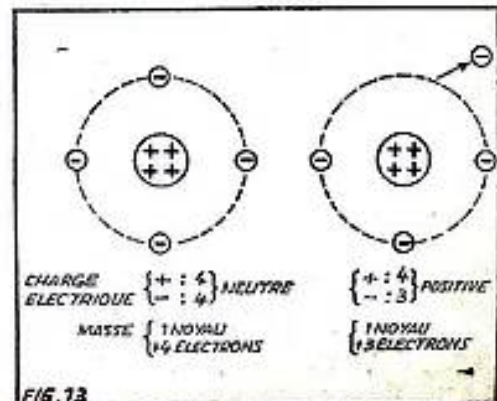 CHARGE ELECTRIQUE { + : 4 - : 4 } NEUTRE
{ + : 4 - : 3 } POSITIVE
MASSE { 1 NOYAU + 4 ELECTRONS
{ 1 NOYAU + 3 ELECTRONS
FIG. 13